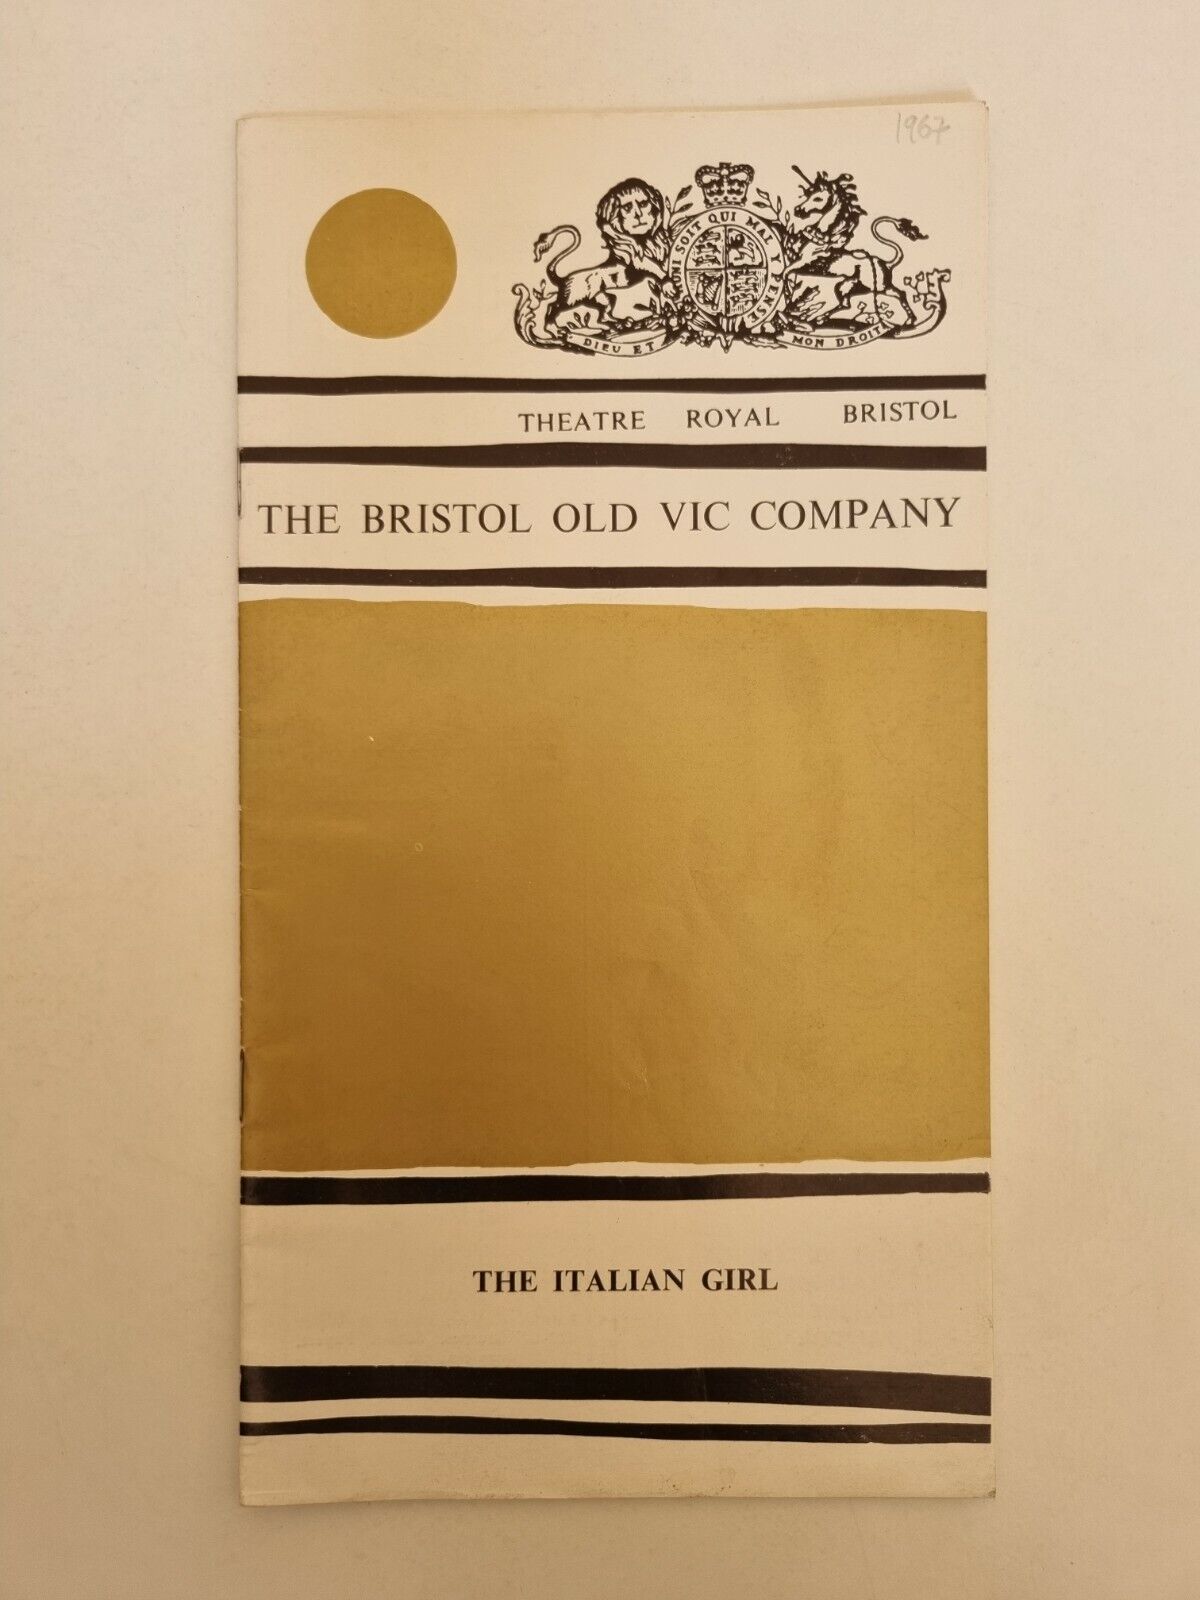 1967
HONI SOIT QUI MAL Y PENSE
DIEU ET MON DROIT
THEATRE ROYAL BRISTOL
THE BRISTOL OLD VIC COMPANY
THE ITALIAN GIRL